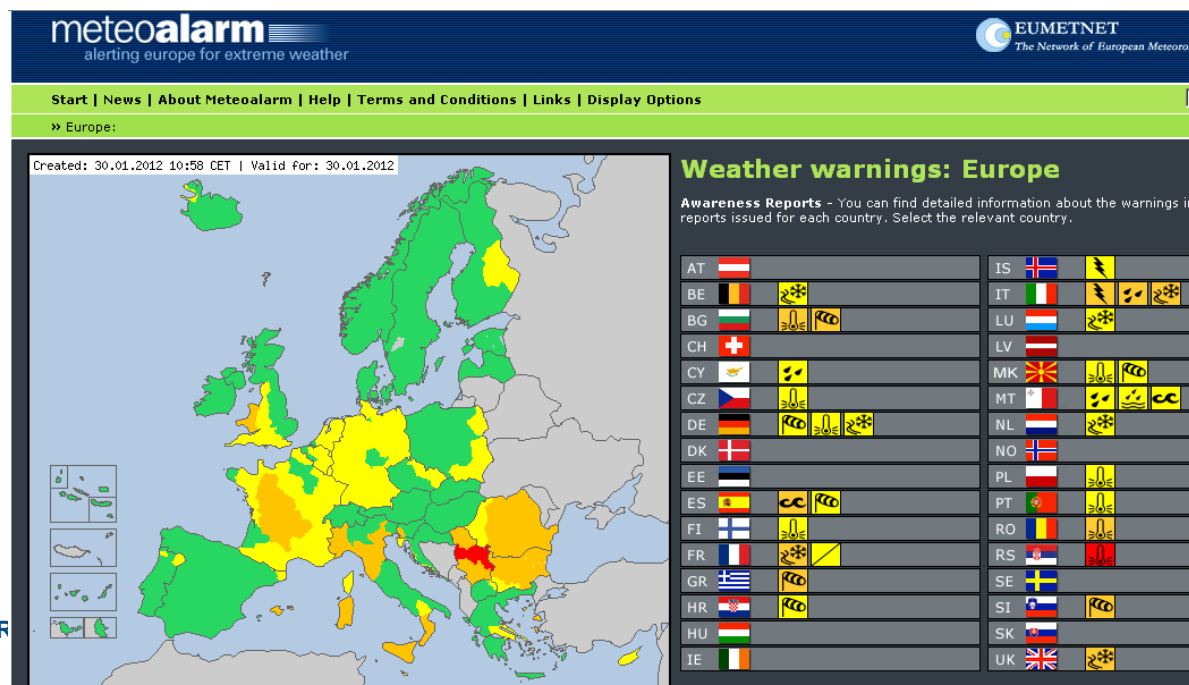 meteoalarm
alerting europe for extreme weather
EUMETNET
The Network of European Meteoro
Start | News | About Meteoalarm | Help | Terms and Conditions | Links | Display Options
» Europe:
Created: 30.01.2012 10:58 CET | Valid for: 30.01.2012
Weather warnings: Europe
Awareness Reports - You can find detailed information about the warnings i
reports issued for each country. Select the relevant country.
AT
BE
BG
CH
CY
CZ
DE
DK
EE
ES
FI
FR
GR
HR
HU
IE
IS
IT
LU
LV
MK
MT
NL
NO
PL
PT
RO
RS
SE
SI
SK
UK
R